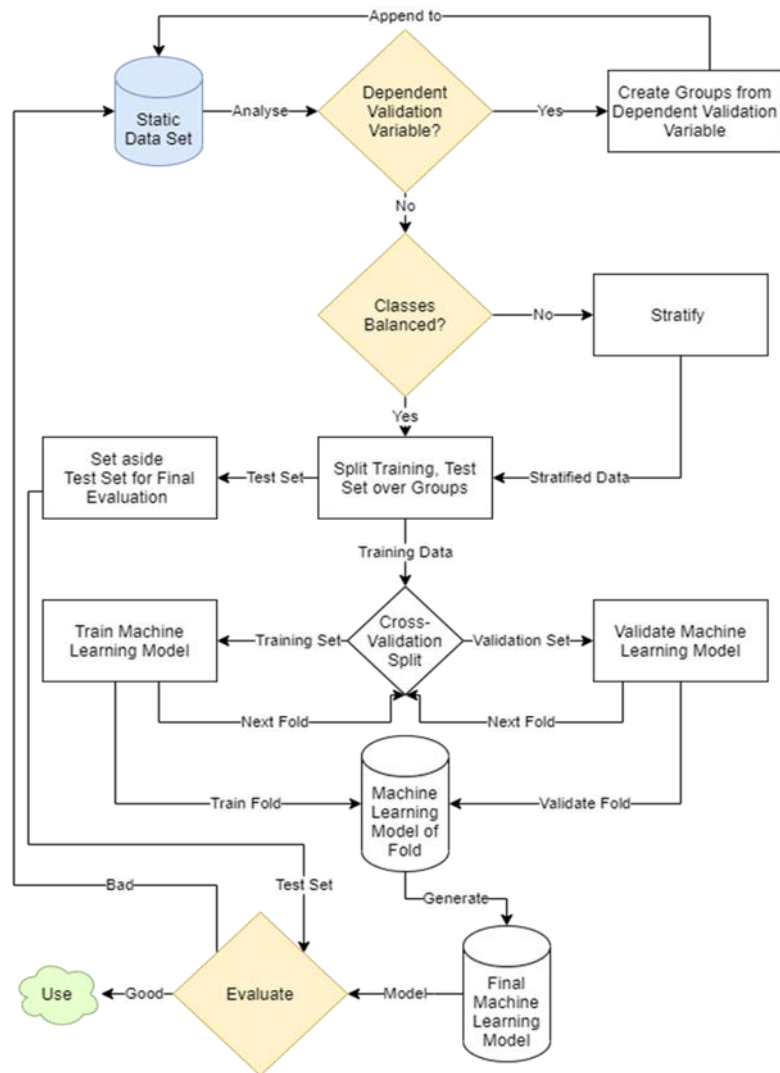 Append to
Static
Data Set
Analyse
Dependent
Validation
Variable?
Yes
Create Groups from
Dependent Validation
Variable
No
Classes
Balanced?
No
Stratify
Yes
Set aside
Test Set for Final
Evaluation
Test Set
Split Training, Test
Set over Groups
Stratified Data
Training Data
Train Machine
Learning Model
Training Set
Cross-
Validation
Split
Validation Set
Validate Machine
Learning Model
Next Fold
Next Fold
Train Fold
Machine
Learning
Model of
Fold
Validate Fold
Bad
Test Set
Generate
Use
Good
Evaluate
Model
Final
Machine
Learning
Model